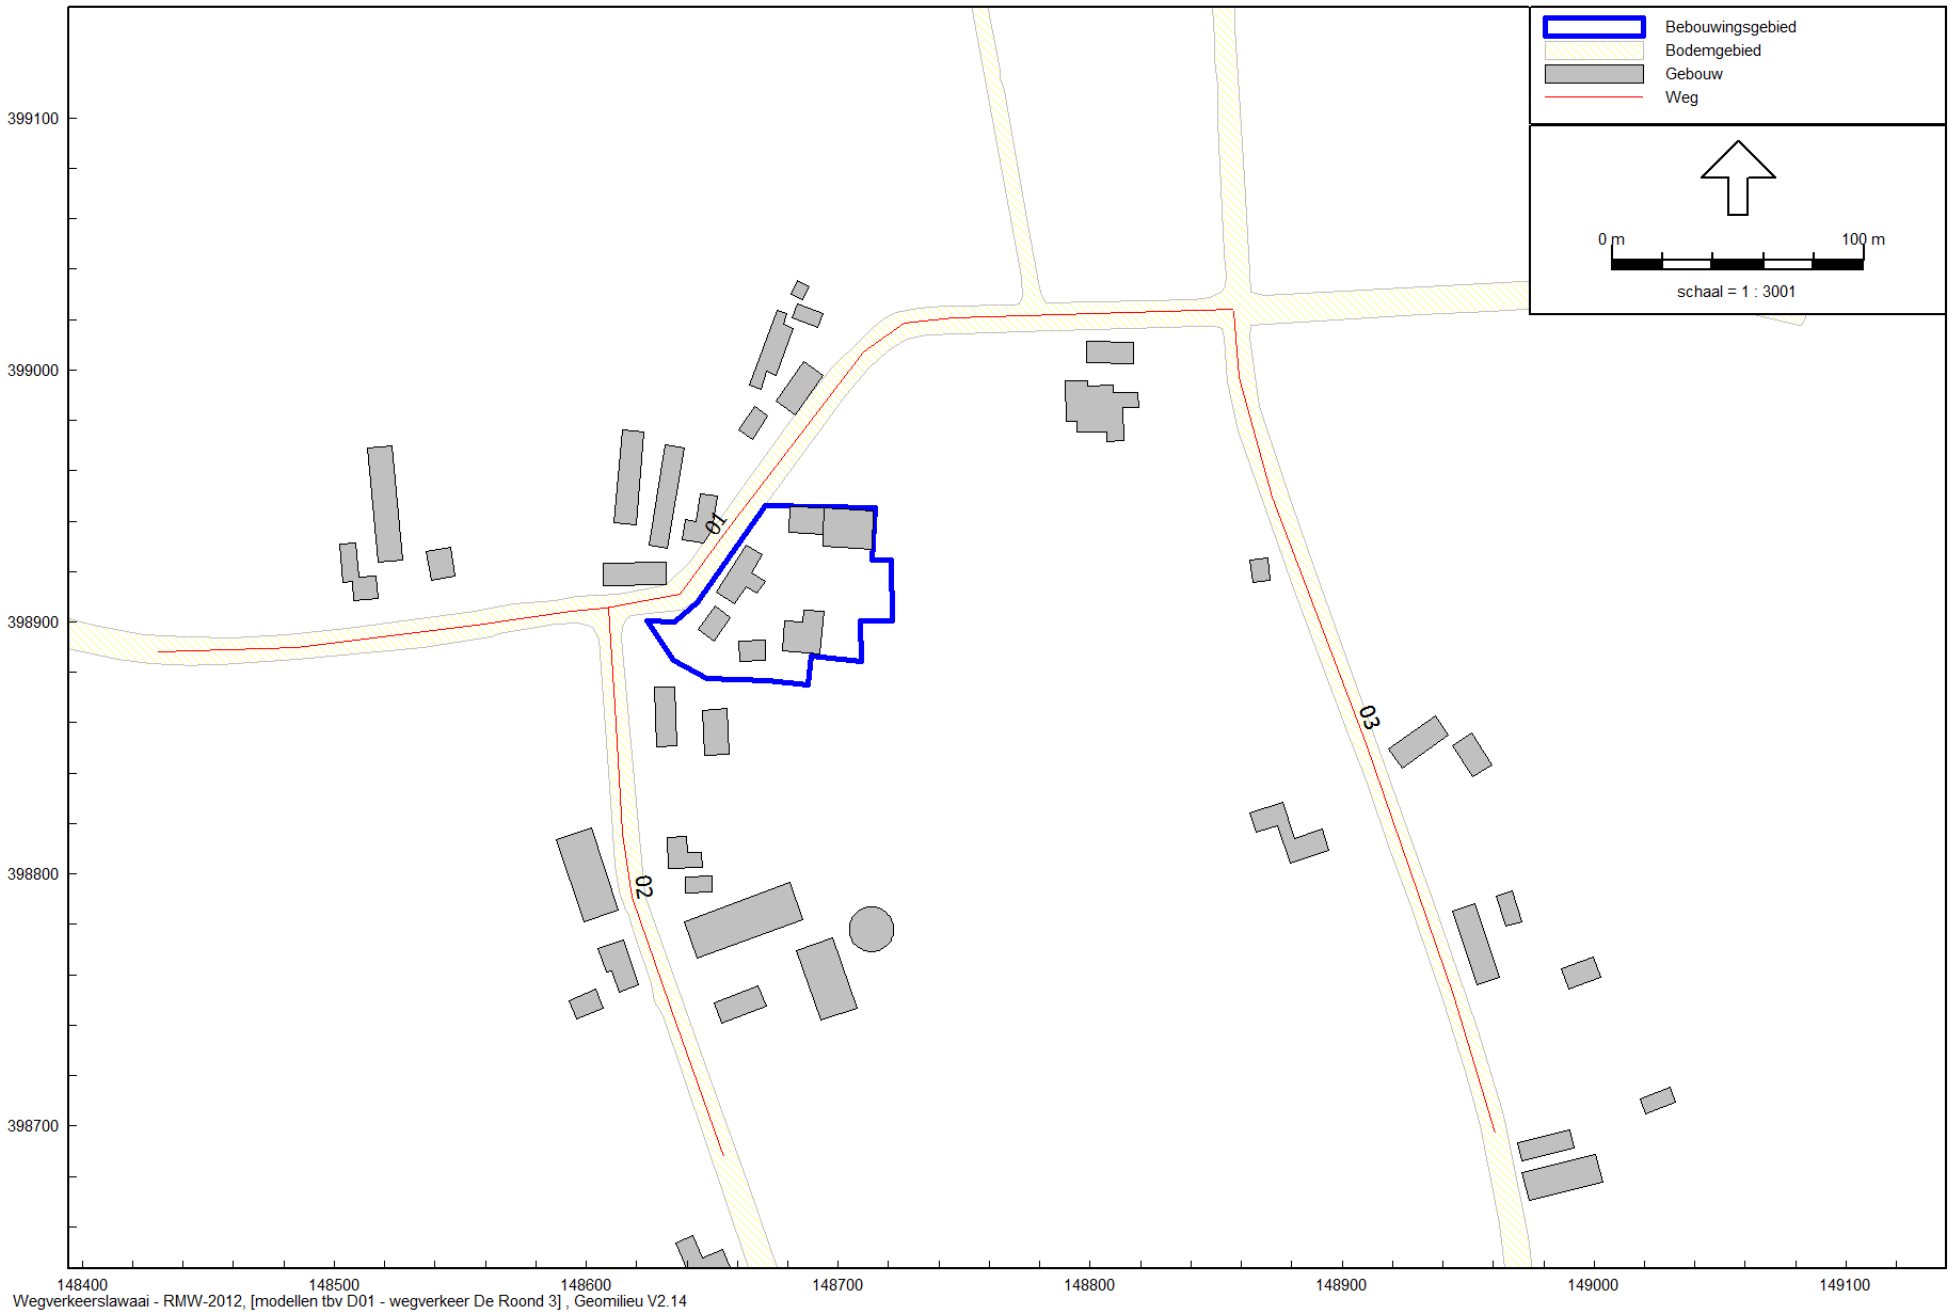 Bebouwingsgebied
Bodemgebied
Gebouw
Weg
0 m 100 m
schaal = 1 : 3001
399100
399000
398900
398800
398700
01
02
03
148400 148500 148600 148700 148800 148900 149000 149100
Wegverkeerslawaai - RMW-2012, [modellen tbv D01 - wegverkeer De Roond 3] , Geomilieu V2.14